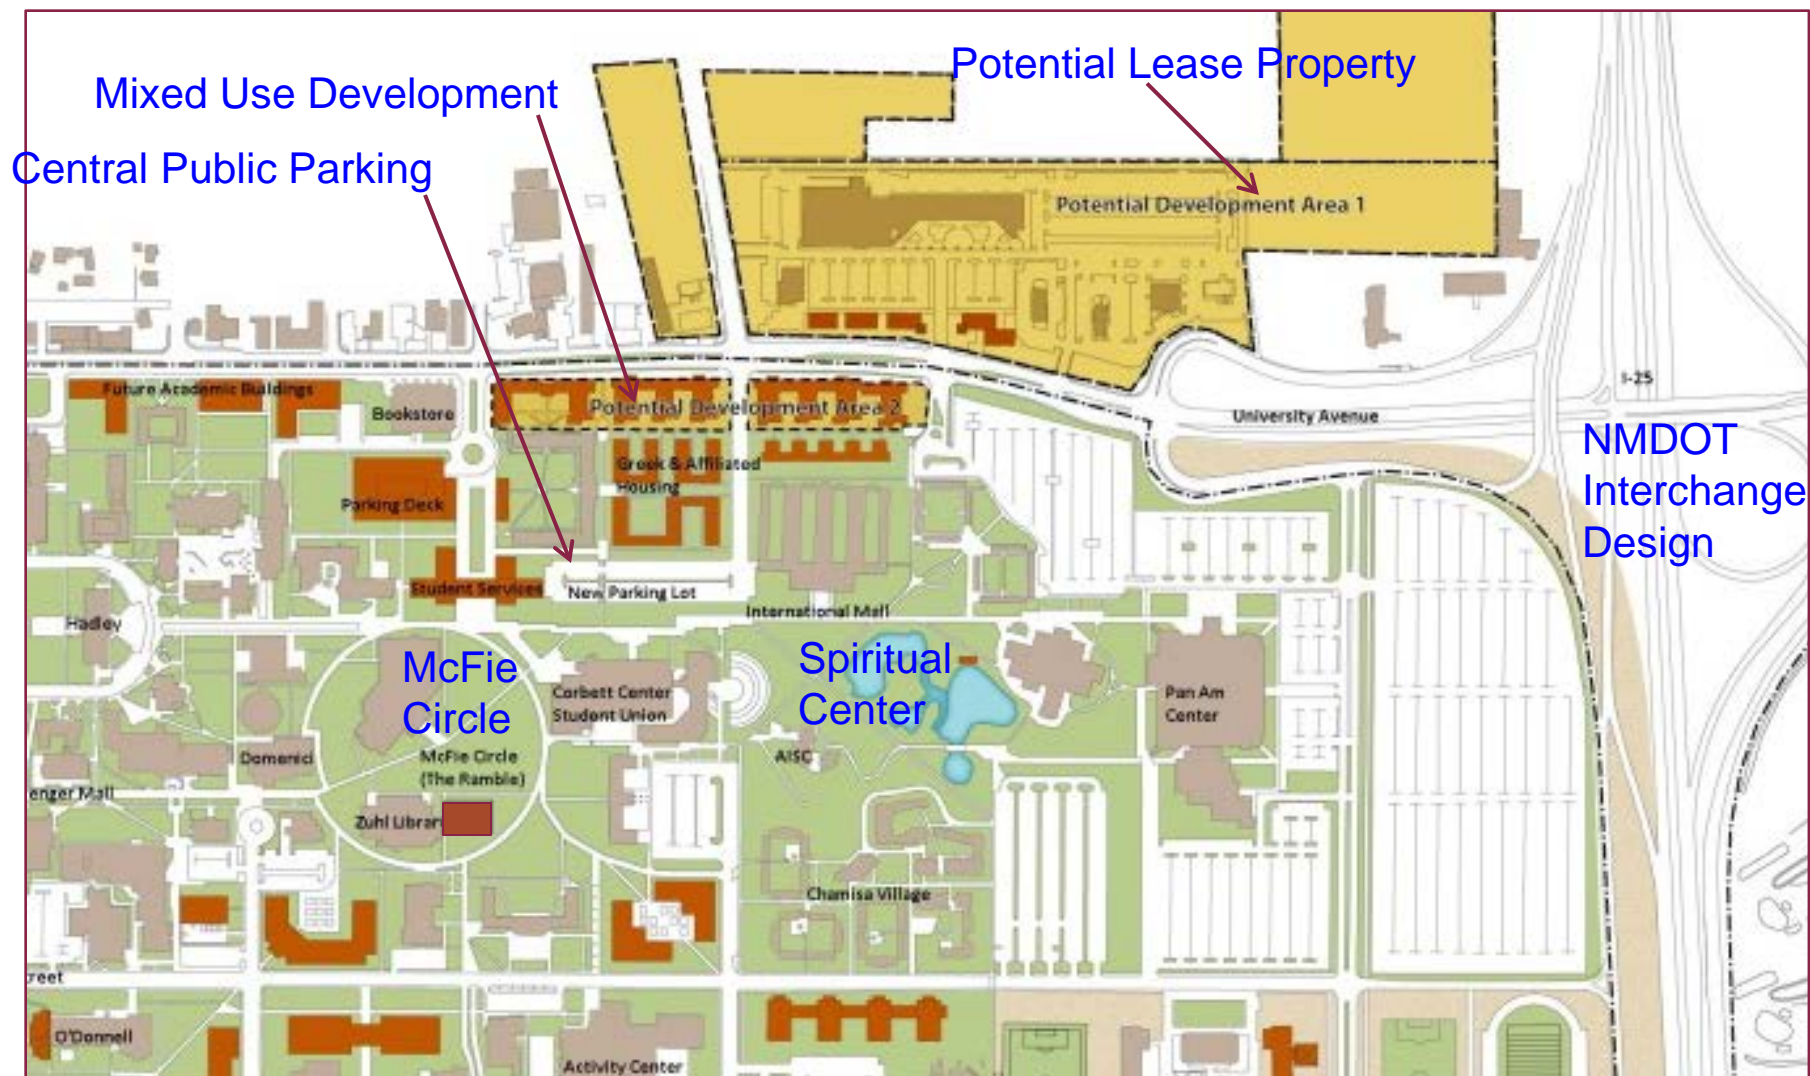 Potential Lease Property
Mixed Use Development
Central Public Parking
Potential Development Area 1
I-25
Future Academic Buildings
Bookstore
Potential Development Area 2
University Avenue
NMDOT
Interchange
Design
Greek & Affiliated
Housing
Parking Deck
Student Services
New Parking Lot
International Mall
Hadley
McFie
Circle
Spiritual
Center
Corbett Center
Student Union
Pan Am
Center
Domenici
McFie Circle
(The Ramble)
AISC
enger Mall
Zuhl Librar
Chamisa Village
reet
O'Donnell
Activity Center